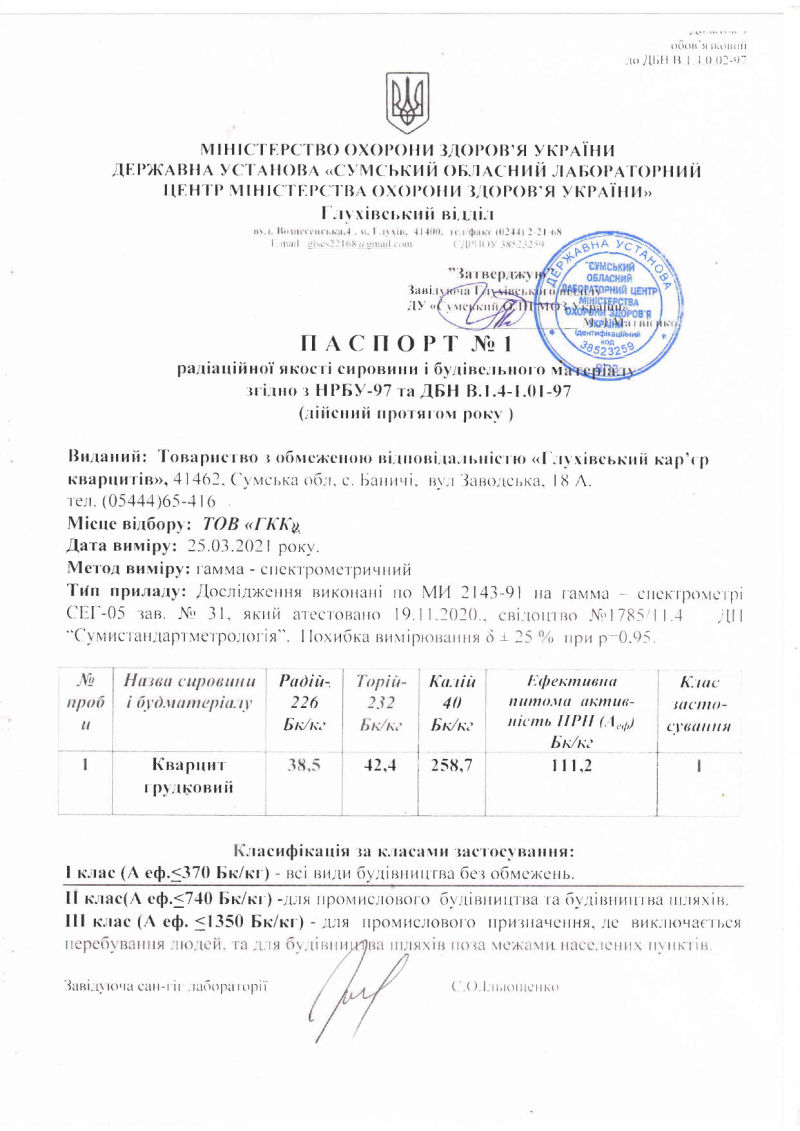 обов'язковий
до ДБН В.1.4.0.02-97
МІНІСТЕРСТВО ОХОРОНИ ЗДОРОВ'Я УКРАЇНИ
ДЕРЖАВНА УСТАНОВА «СУМСЬКИЙ ОБЛАСНИЙ ЛАБОРАТОРНИЙ
ЦЕНТР МІНІСТЕРСТВА ОХОРОНИ ЗДОРОВ'Я УКРАЇНИ»
Глухівський відділ
вул. Вознесенська,4 , м. Глухів, 41400, тел/факс (0244) 2-21-68
E.mail glses22168@gmail.com ЄДРПОУ 38523259
"Затверджую"
Завідуюча Глухівського відділу
ДУ «Сумський ОЛЦ МОЗ України»
ДЕРЖАВНА УСТАНОВА
"СУМСЬКИЙ
ОБЛАСНИЙ
ЛАБОРАТОРНИЙ ЦЕНТР
МІНІСТЕРСТВА
ОХОРОНИ ЗДОРОВ'Я
УКРАЇНИ"
Ідентифікаційний
код
38523259
П А С П О Р Т № 1
радіаційної якості сировини і будівельного матеріалу
згідно з НРБУ-97 та ДБН В.1.4-1.01-97
(дійсний протягом року )
Виданий: Товариство з обмеженою відповідальністю «Глухівський кар'єр
кварцитів», 41462, Сумська обл, с. Баничі, вул Заводська, 18 А.
тел. (05444)65-416
Місце відбору: ТОВ «ГКК»
Дата виміру: 25.03.2021 року.
Метод виміру: гамма - спектрометричний
Тип приладу: Дослідження виконані по МИ 2143-91 на гамма – спектрометрі
СЕГ-05 зав. № 31, який атестовано 19.11.2020., свідоцтво №1785/11.4 ДП
"Сумистандартметрологія". Похибка вимірювання δ ± 25 % при р=0.95.
№ проби | Назва сировини і будматеріалу | Радій-226 Бк/кг | Торій-232 Бк/кг | Калій 40 Бк/кг | Ефективна питома актив-ність ПРН (Aеф) Бк/кг | Клас засто-сування
1 | Кварцит грудковий | 38,5 | 42,4 | 258,7 | 111,2 | 1
Класифікація за класами застосування:
І клас (А еф.≤370 Бк/кг) - всі види будівництва без обмежень.
ІІ клас(А еф.≤740 Бк/кг) -для промислового будівництва та будівництва шляхів.
ІІІ клас (А еф. ≤1350 Бк/кг) - для промислового призначення, де виключається
перебування людей, та для будівництва шляхів поза межами населених пунктів.
Завідуюча сан-гіг лабораторії С.О.Ільющенко